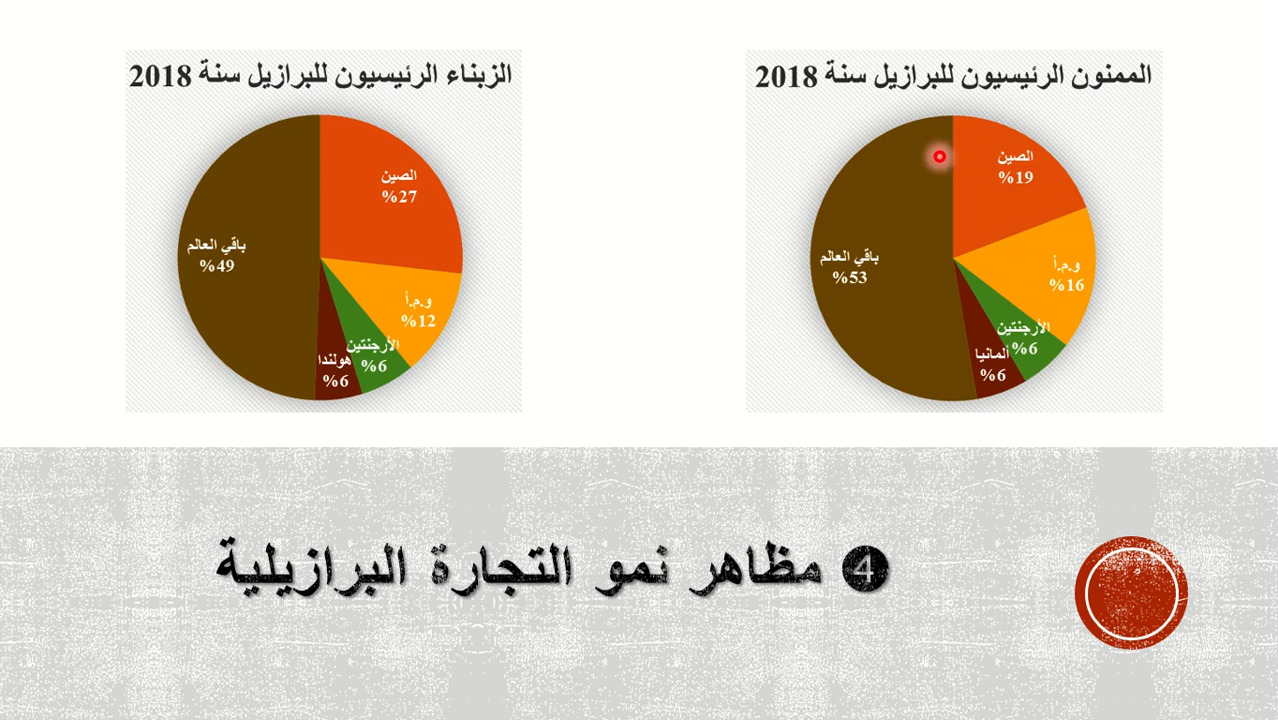 الممنون الرئيسيون للبرازيل سنة 2018
الصين
%19
و.م.أ
%16
الأرجنتين
%6
ألمانيا
%6
باقي العالم
%53
الزبناء الرئيسيون للبرازيل سنة 2018
الصين
%27
و.م.أ
%12
الأرجنتين
%6
هولندا
%6
باقي العالم
%49
❹ مظاهر نمو التجارة البرازيلية